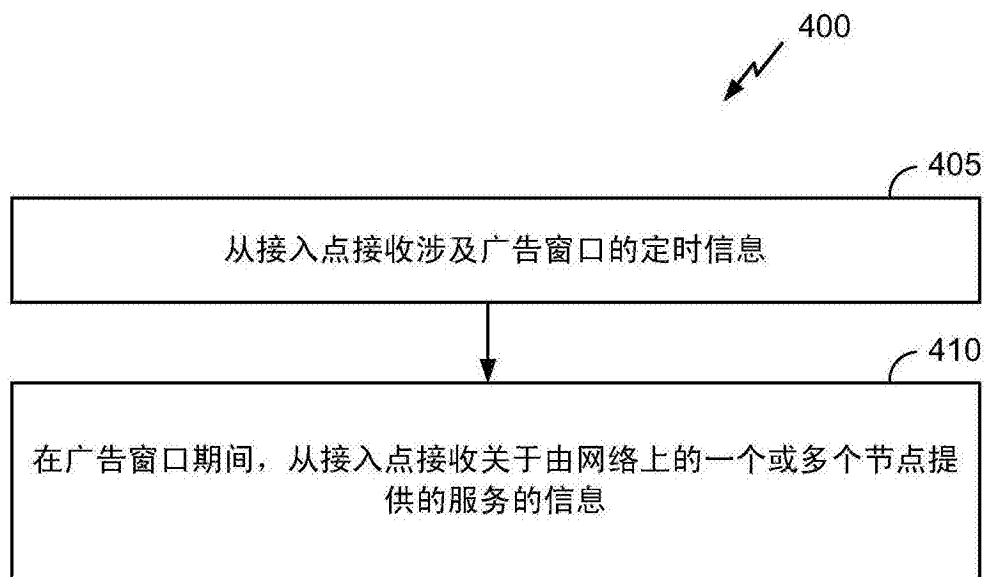 400
405
从接入点接收涉及广告窗口的定时信息
410
在广告窗口期间，从接入点接收关于由网络上的一个或多个节点提
供的服务的信息